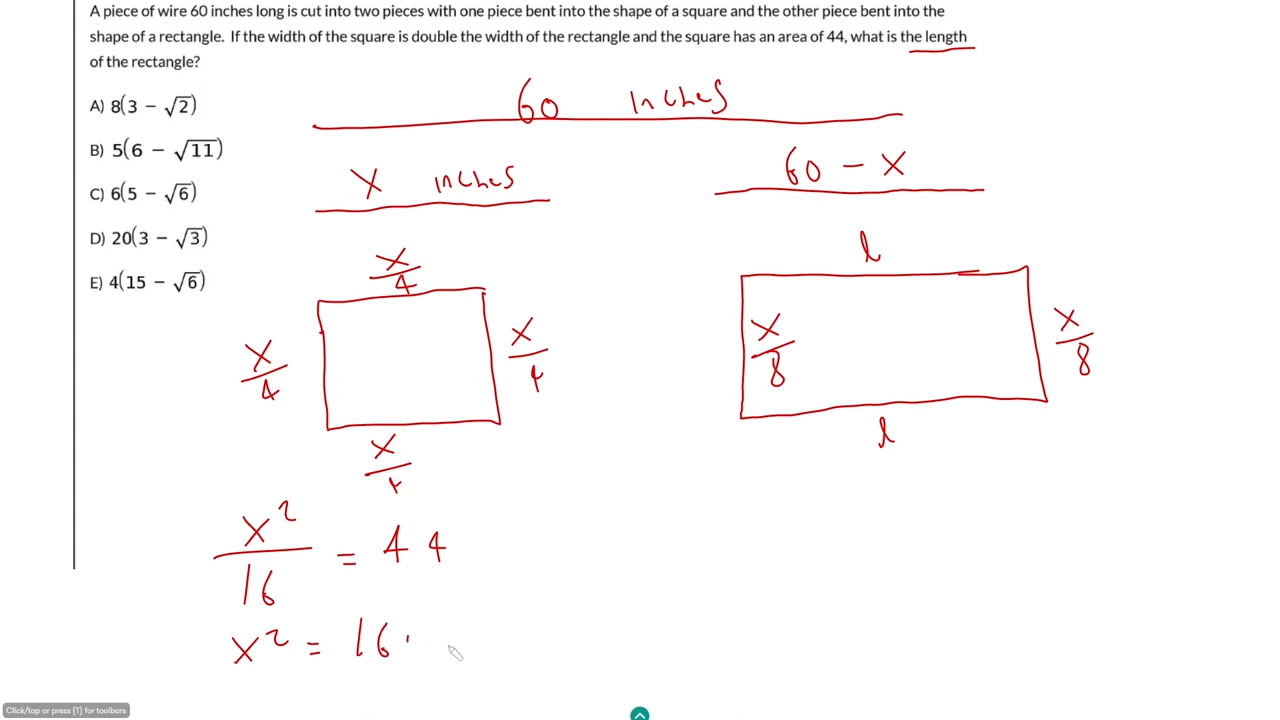 A piece of wire 60 inches long is cut into two pieces with one piece bent into the shape of a square and the other piece bent into the
shape of a rectangle. If the width of the square is double the width of the rectangle and the square has an area of 44, what is the length
of the rectangle?
A) 8(3 − √2)
B) 5(6 − √11)
C) 6(5 − √6)
D) 20(3 − √3)
E) 4(15 − √6)
60 inches
x inches
60 − x
x/4
l
x/4
x/4
x/8
x/8
x/4
l
x²/16 = 44
x² = 16 ·
Click/tap or press [T] for toolbars